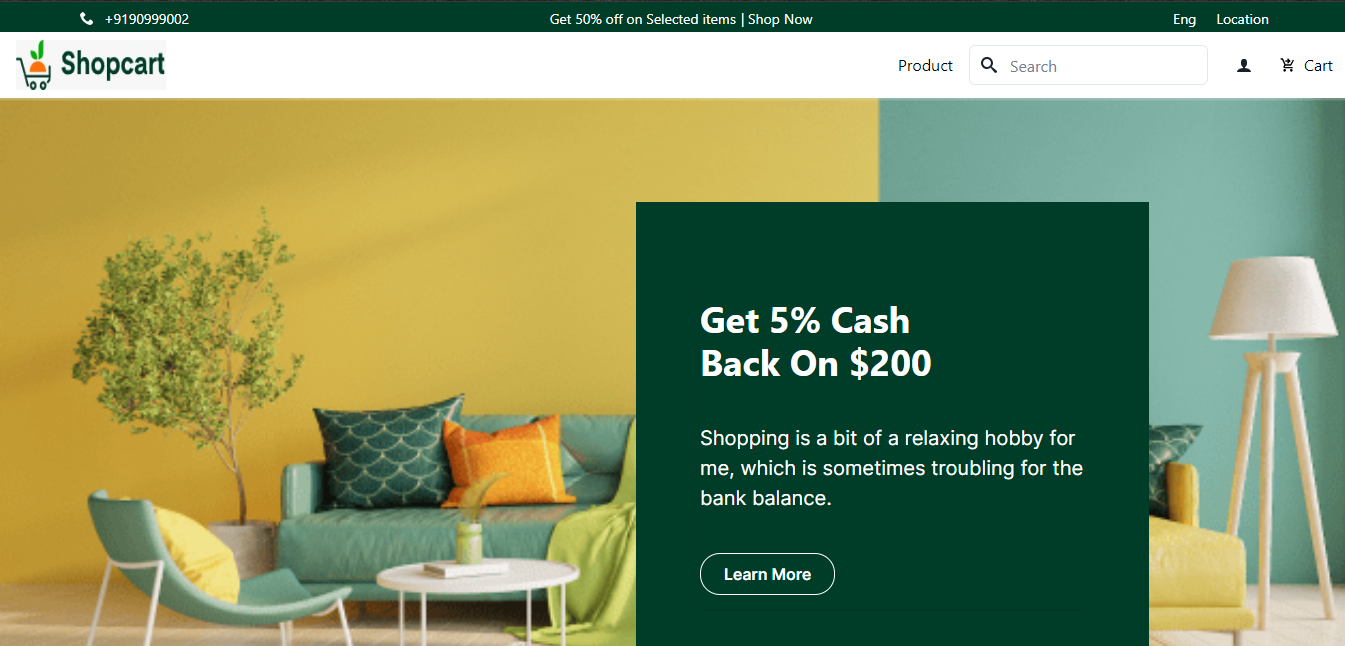 +9190999002
Get 50% off on Selected items | Shop Now
Eng
Location
Shopcart
Product
Search
Cart
Get 5% Cash
Back On $200
Shopping is a bit of a relaxing hobby for
me, which is sometimes troubling for the
bank balance.
Learn More